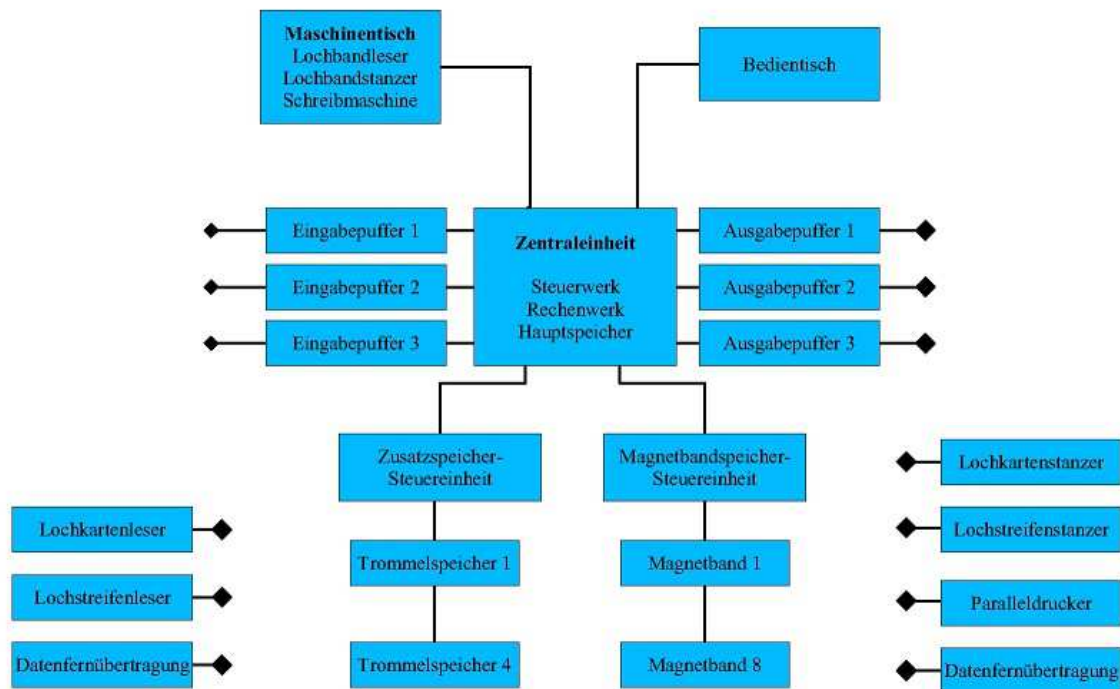 Maschinentisch
Lochbandleser
Lochbandstanzer
Schreibmaschine
Bedientisch
Eingabepuffer 1
Eingabepuffer 2
Eingabepuffer 3
Zentraleinheit
Steuerwerk
Rechenwerk
Hauptspeicher
Ausgabepuffer 1
Ausgabepuffer 2
Ausgabepuffer 3
Zusatzspeicher-
Steuereinheit
Magnetbandspeicher-
Steuereinheit
Trommelspeicher 1
Trommelspeicher 4
Magnetband 1
Magnetband 8
Lochkartenleser
Lochstreifenleser
Datenfernübertragung
Lochkartenstanzer
Lochstreifenstanzer
Paralleldrucker
Datenfernübertragung